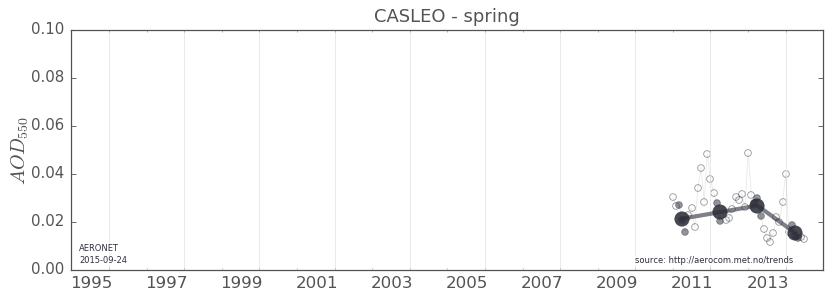 CASLEO - spring
0.10
0.08
0.06
0.04
0.02
0.00
AOD550
AERONET
2015-09-24
source: http://aerocom.met.no/trends
1995 1997 1999 2001 2003 2005 2007 2009 2011 2013